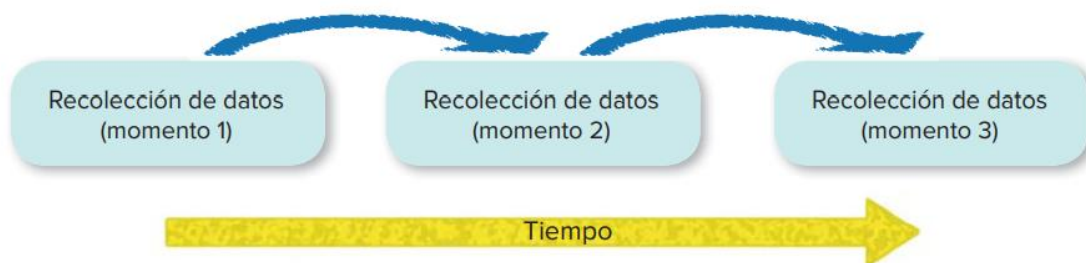 Recolección de datos
(momento 1)
Recolección de datos
(momento 2)
Recolección de datos
(momento 3)
Tiempo